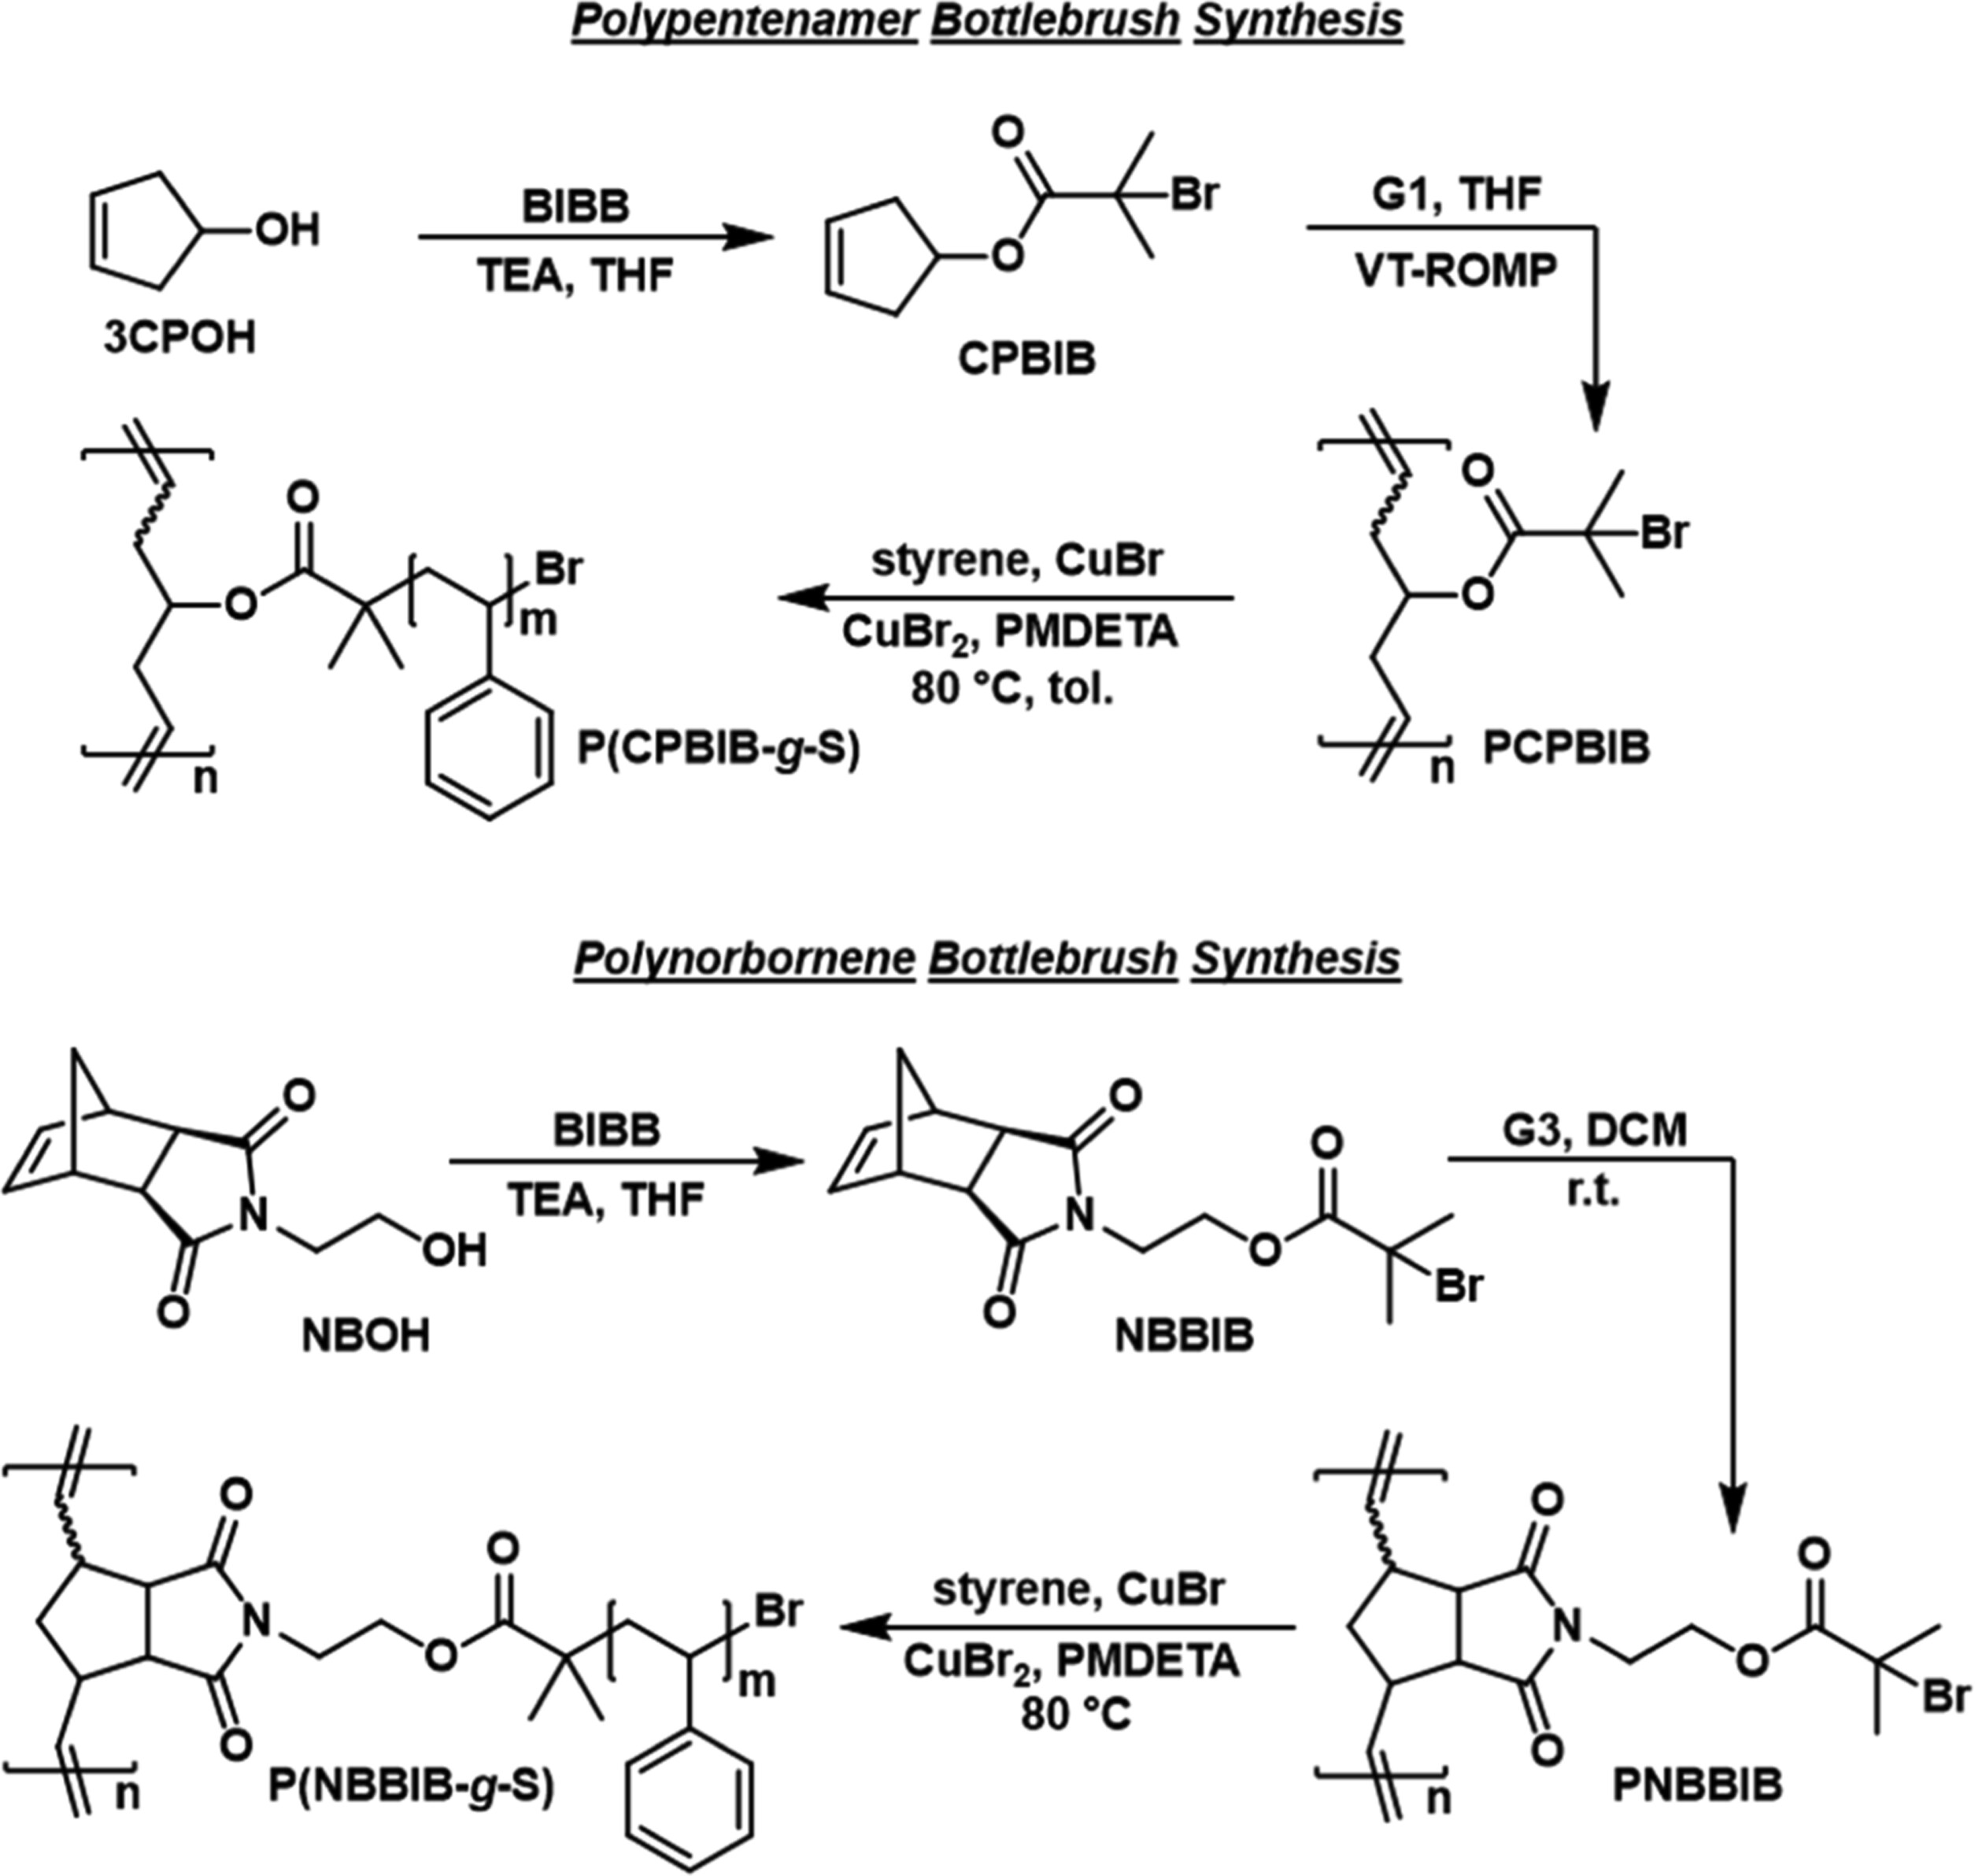 Polypentenamer Bottlebrush Synthesis
OH
3CPOH
BIBB
TEA, THF
O
Br
O
CPBIB
G1, THF
VT-ROMP
O
Br
O
n
PCPBIB
styrene, CuBr
CuBr2, PMDETA
80 °C, tol.
O
O
Br
m
n
P(CPBIB-g-S)
Polynorbornene Bottlebrush Synthesis
O
N
OH
O
NBOH
BIBB
TEA, THF
O
N
O
O
O
Br
NBBIB
G3, DCM
r.t.
O
N
O
O
O
Br
n
PNBBIB
styrene, CuBr
CuBr2, PMDETA
80 °C
O
N
O
O
O
Br
m
n
P(NBBIB-g-S)